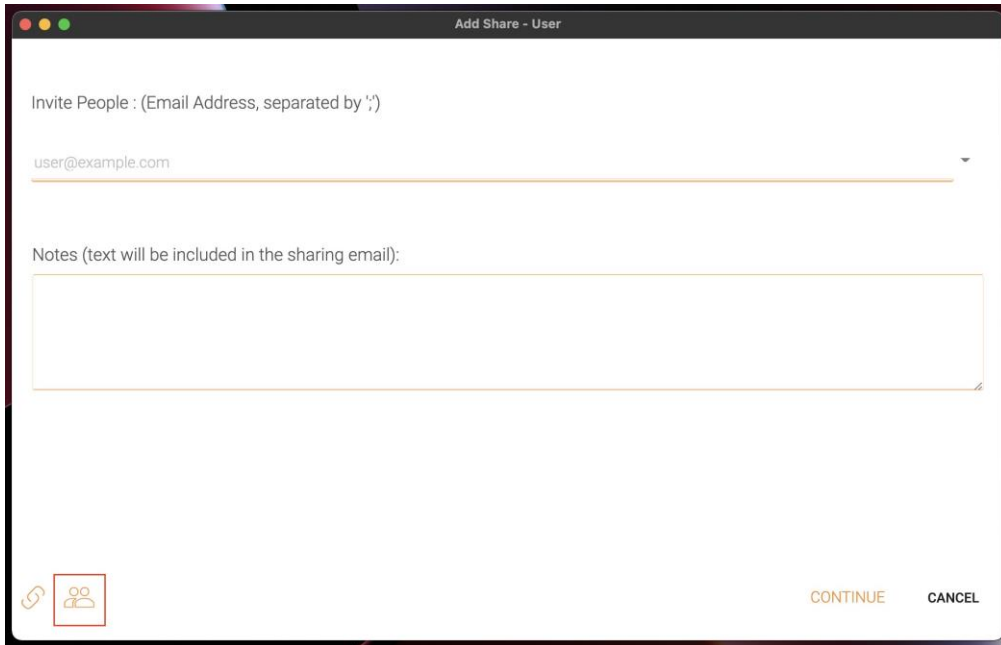 Add Share - User
Invite People : (Email Address, separated by ';')
user@example.com
Notes (text will be included in the sharing email):
CONTINUE CANCEL